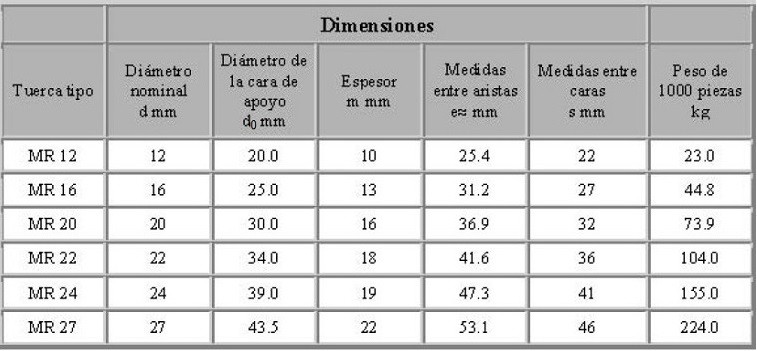 Dimensiones
Tuerca tipo
Diámetro
nominal
d mm
Diámetro de
la cara de
apoyo
d0 mm
Espesor
m mm
Medidas
entre aristas
e≈ mm
Medidas entre
caras
s mm
Peso de
1000 piezas
kg
MR 12 12 20.0 10 25.4 22 23.0
MR 16 16 25.0 13 31.2 27 44.8
MR 20 20 30.0 16 36.9 32 73.9
MR 22 22 34.0 18 41.6 36 104.0
MR 24 24 39.0 19 47.3 41 155.0
MR 27 27 43.5 22 53.1 46 224.0